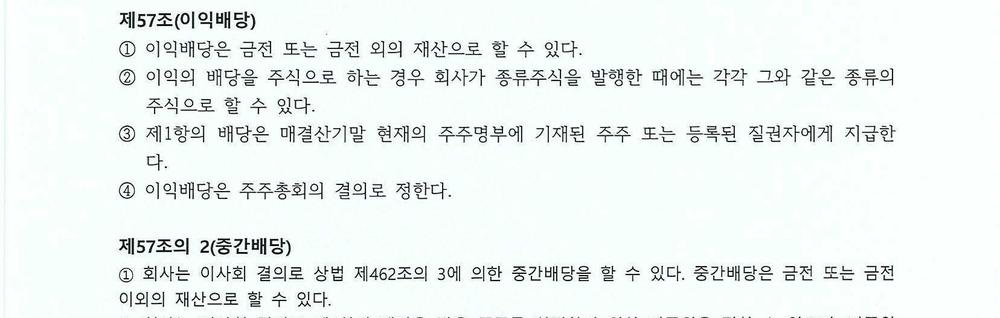 제57조(이익배당)
① 이익배당은 금전 또는 금전 외의 재산으로 할 수 있다.
② 이익의 배당을 주식으로 하는 경우 회사가 종류주식을 발행한 때에는 각각 그와 같은 종류의
주식으로 할 수 있다.
③ 제1항의 배당은 매결산기말 현재의 주주명부에 기재된 주주 또는 등록된 질권자에게 지급한
다.
④ 이익배당은 주주총회의 결의로 정한다.
제57조의 2(중간배당)
① 회사는 이사회 결의로 상법 제462조의 3에 의한 중간배당을 할 수 있다. 중간배당은 금전 또는 금전
이외의 재산으로 할 수 있다.